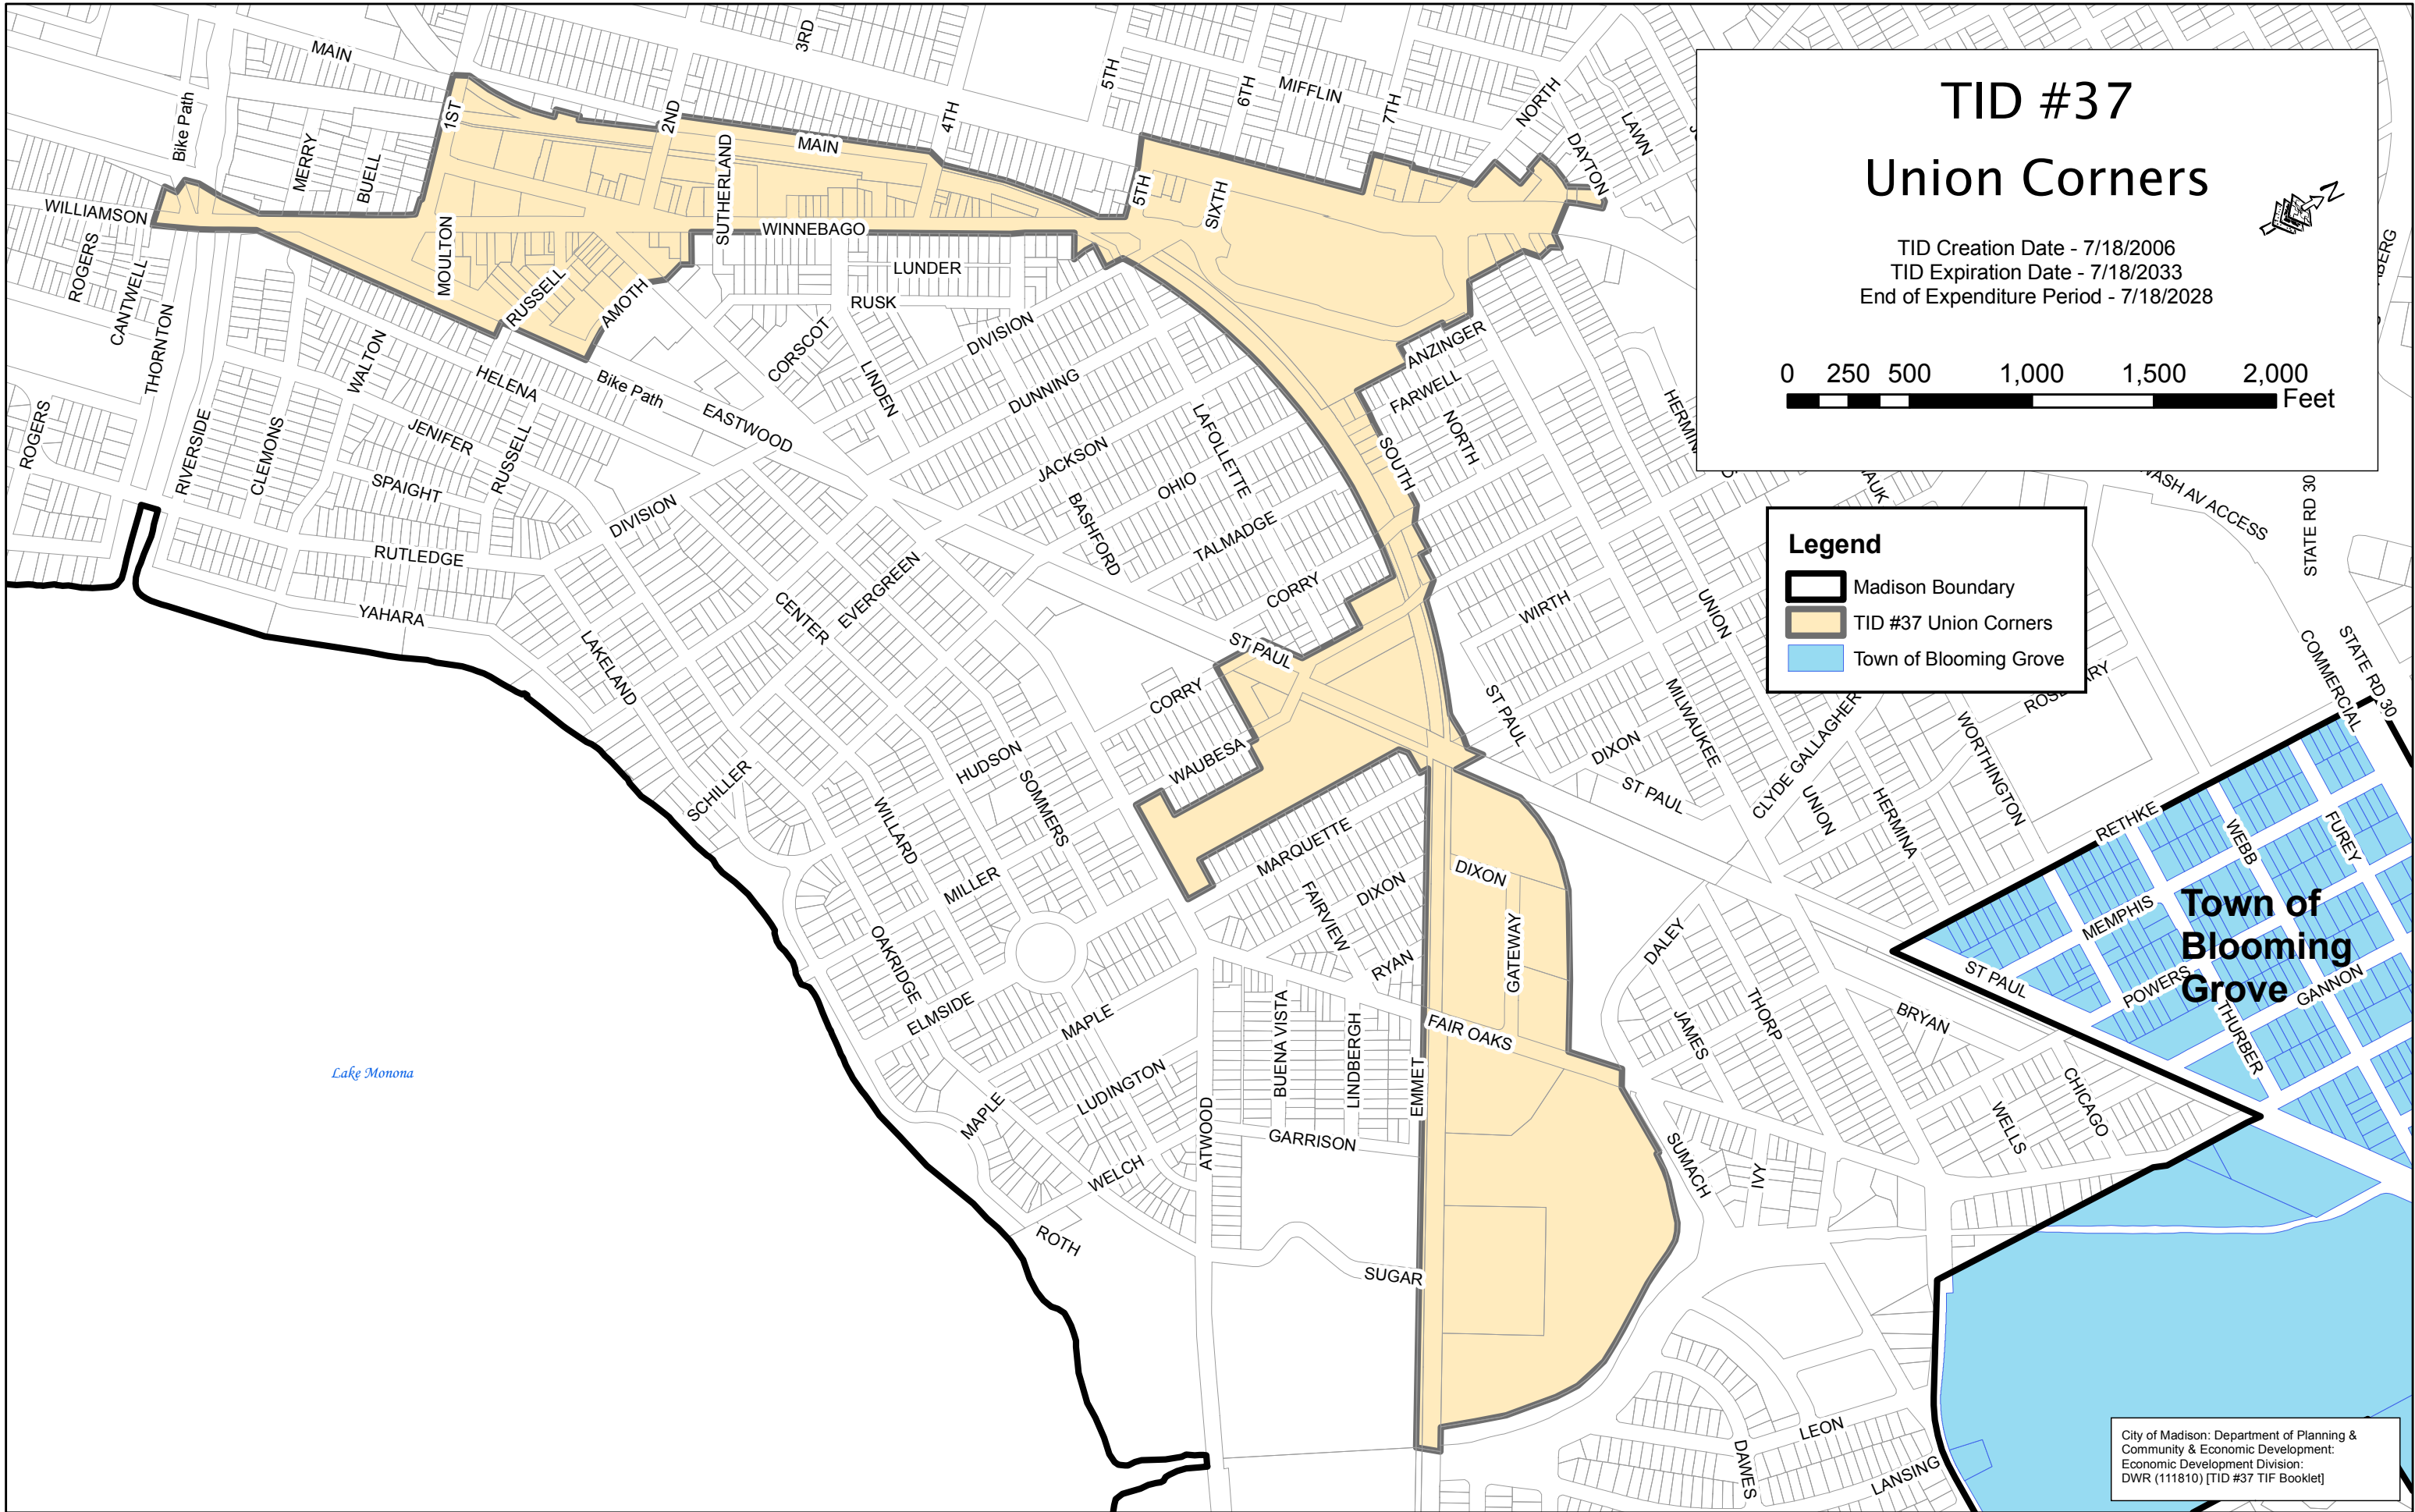 TID #37
Union Corners
TID Creation Date - 7/18/2006
TID Expiration Date - 7/18/2033
End of Expenditure Period - 7/18/2028
N
0 250 500 1,000 1,500 2,000
Feet
Legend
Madison Boundary
TID #37 Union Corners
Town of Blooming Grove
MAIN
3RD
5TH
6TH
MIFFLIN
7TH
NORTH
LAWN
DAYTON
Bike Path
1ST
2ND
4TH
MERRY
BUELL
SUTHERLAND
MAIN
5TH
SIXTH
WILLIAMSON
WINNEBAGO
ROGERS
CANTWELL
MOULTON
RUSSELL
AMOTH
LUNDER
RUSK
THORNTON
WALTON
CORSCOT
DIVISION
LINDEN
ANZINGER
HELENA
Bike Path
DUNNING
FARWELL
EASTWOOD
LAFOLLETTE
NORTH
ROGERS
RIVERSIDE
CLEMONS
JENIFER
RUSSELL
JACKSON
SOUTH
SPAIGHT
OHIO
BASHFORD
DIVISION
TALMADGE
STATE RD 30
RUTLEDGE
CORRY
YAHARA
CENTER
EVERGREEN
WIRTH
UNION
LAKELAND
ST PAUL
STATE RD 30
COMMERCIAL
CORRY
ST PAUL
MILWAUKEE
WAUBESA
DIXON
CLYDE GALLAGHER
WORTHINGTON
SCHILLER
HUDSON
SOMMERS
ST PAUL
UNION
HERMINA
RETHKE
WEBB
FUREY
WILLARD
MARQUETTE
MILLER
FAIRVIEW
DIXON
DIXON
GATEWAY
MEMPHIS
Town of
Blooming
Grove
OAKRIDGE
RYAN
DALEY
ST PAUL
POWERS
GANNON
ELMSIDE
MAPLE
BUENA VISTA
LINDBERGH
FAIR OAKS
THORP
JAMES
BRYAN
THURBER
Lake Monona
EMMET
LUDINGTON
MAPLE
ATWOOD
CHICAGO
WELLS
GARRISON
WELCH
SUMACH
IVY
ROTH
SUGAR
LEON
DAWES
LANSING
City of Madison: Department of Planning &
Community & Economic Development:
Economic Development Division:
DWR (111810) [TID #37 TIF Booklet]